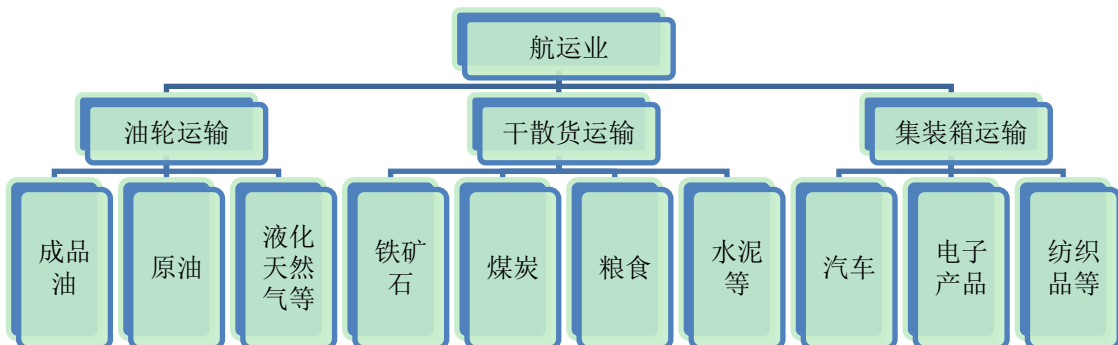 航运业
油轮运输
干散货运输
集装箱运输
成品
油
原油
液化
天然
气等
铁矿
石
煤炭
粮食
水泥
等
汽车
电子
产品
纺织
品等